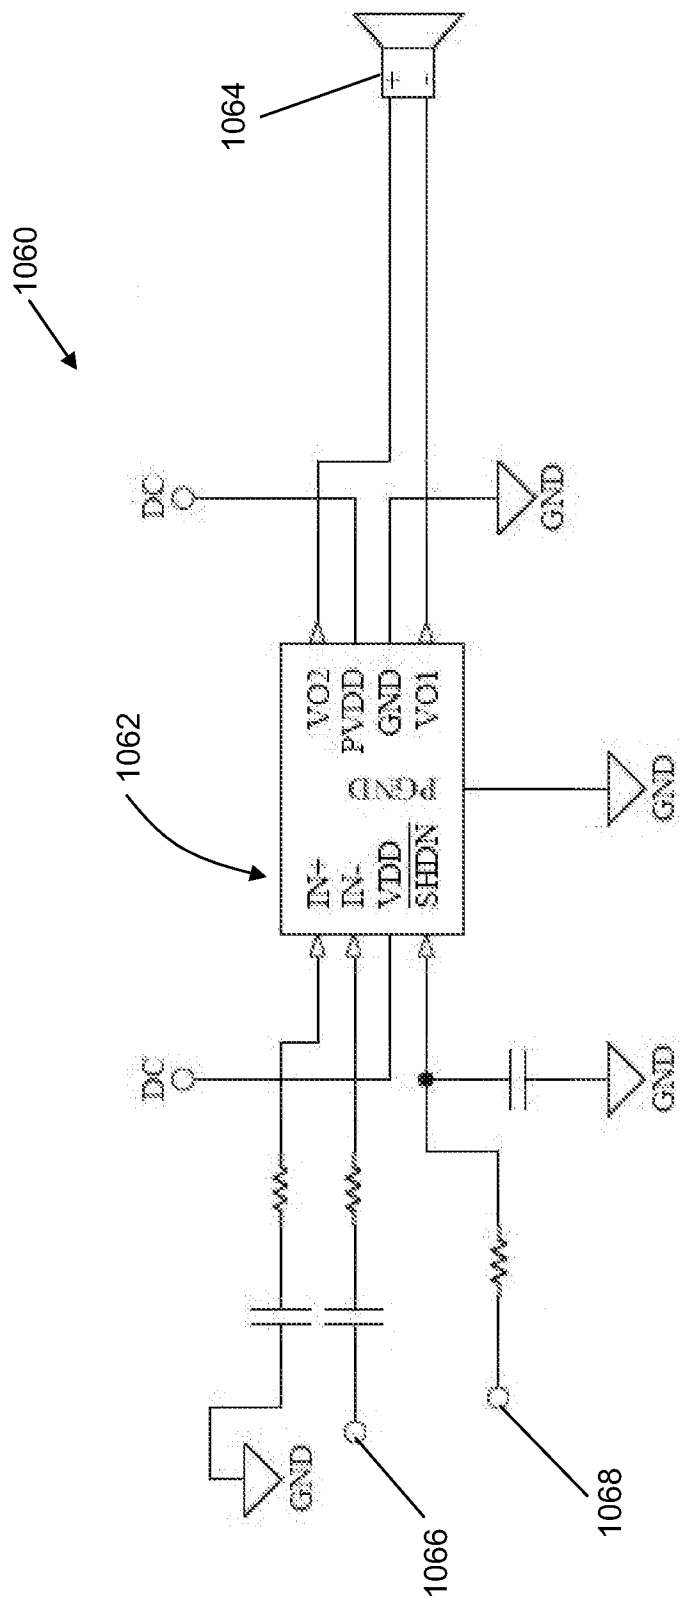 1060
1062
1064
DC
DC
IN+
IN-
VDD
SHDN
PGND
VO2
PVDD
GND
VO1
+
-
GND
GND
GND
GND
1066
1068